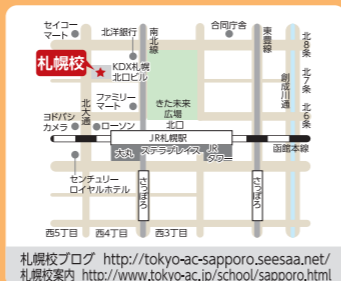 セイコー
マート
北洋銀行
南北線
合同庁舎
東豊線
北8条
札幌校
KDX札幌
北口ビル
創成川通
北7条
北大通
ファミリー
マート
きた未来
広場
北6条
ヨドバシ
カメラ
ローソン
北口
JR札幌駅
函館本線
大丸
ステラプレイス
JR
タワー
センチュリー
ロイヤルホテル
さっぽろ
さっぽろ
西5丁目
西4丁目
西3丁目
札幌校ブログ http://tokyo-ac-sapporo.seesaa.net/
札幌校案内 http://www.tokyo-ac.jp/school/sapporo.html